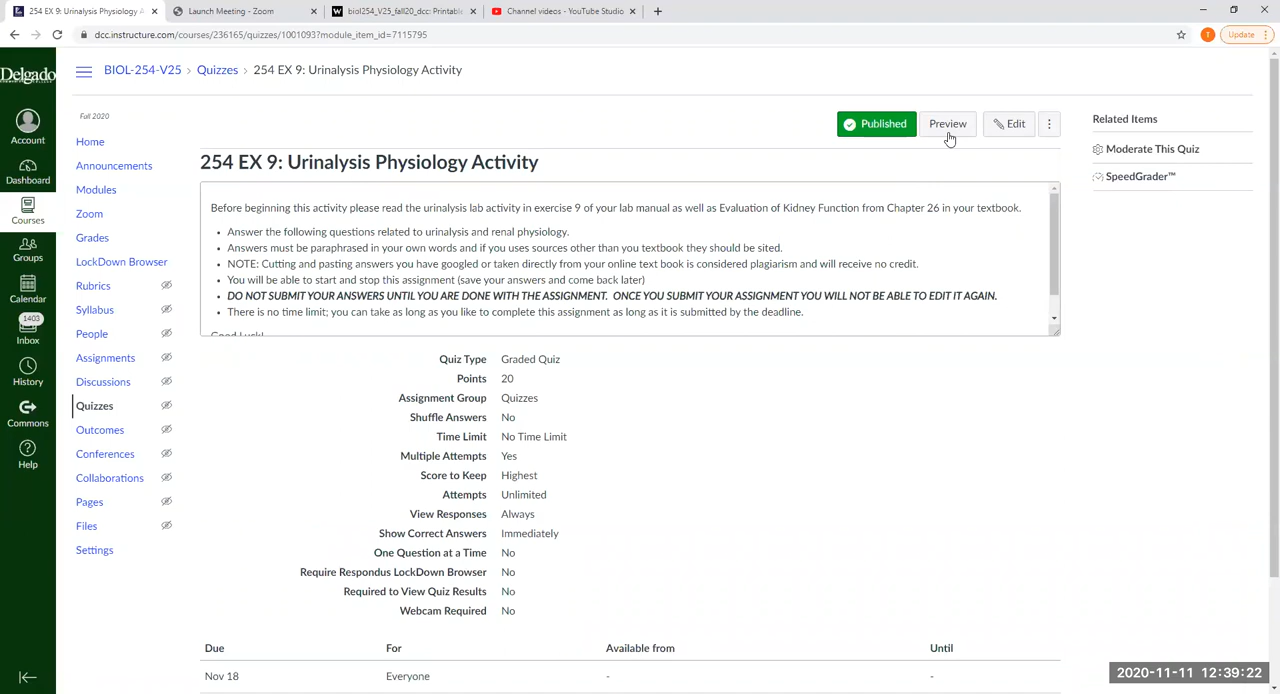 254 EX 9: Urinalysis Physiology A
Launch Meeting - Zoom
biol254_V25_fall20_dcc: Printabl
Channel videos - YouTube Studio
dcc.instructure.com/courses/236165/quizzes/1001093?module_item_id=7115795
T
Update
Delgado
BIOL-254-V25 › Quizzes › 254 EX 9: Urinalysis Physiology Activity
Account
Dashboard
Courses
Groups
Calendar
1403
Inbox
History
Commons
Help
Fall 2020
Home
Announcements
Modules
Zoom
Grades
LockDown Browser
Rubrics
Syllabus
People
Assignments
Discussions
Quizzes
Outcomes
Conferences
Collaborations
Pages
Files
Settings
Published
Preview
Edit
254 EX 9: Urinalysis Physiology Activity
Before beginning this activity please read the urinalysis lab activity in exercise 9 of your lab manual as well as Evaluation of Kidney Function from Chapter 26 in your textbook.
• Answer the following questions related to urinalysis and renal physiology.
• Answers must be paraphrased in your own words and if you uses sources other than you textbook they should be sited.
• NOTE: Cutting and pasting answers you have googled or taken directly from your online text book is considered plagiarism and will receive no credit.
• You will be able to start and stop this assignment (save your answers and come back later)
• DO NOT SUBMIT YOUR ANSWERS UNTIL YOU ARE DONE WITH THE ASSIGNMENT. ONCE YOU SUBMIT YOUR ASSIGNMENT YOU WILL NOT BE ABLE TO EDIT IT AGAIN.
• There is no time limit; you can take as long as you like to complete this assignment as long as it is submitted by the deadline.
Good Luck!
Quiz Type Graded Quiz
Points 20
Assignment Group Quizzes
Shuffle Answers No
Time Limit No Time Limit
Multiple Attempts Yes
Score to Keep Highest
Attempts Unlimited
View Responses Always
Show Correct Answers Immediately
One Question at a Time No
Require Respondus LockDown Browser No
Required to View Quiz Results No
Webcam Required No
Due For Available from Until
Nov 18 Everyone - -
Related Items
Moderate This Quiz
SpeedGrader™
2020-11-11 12:39:22